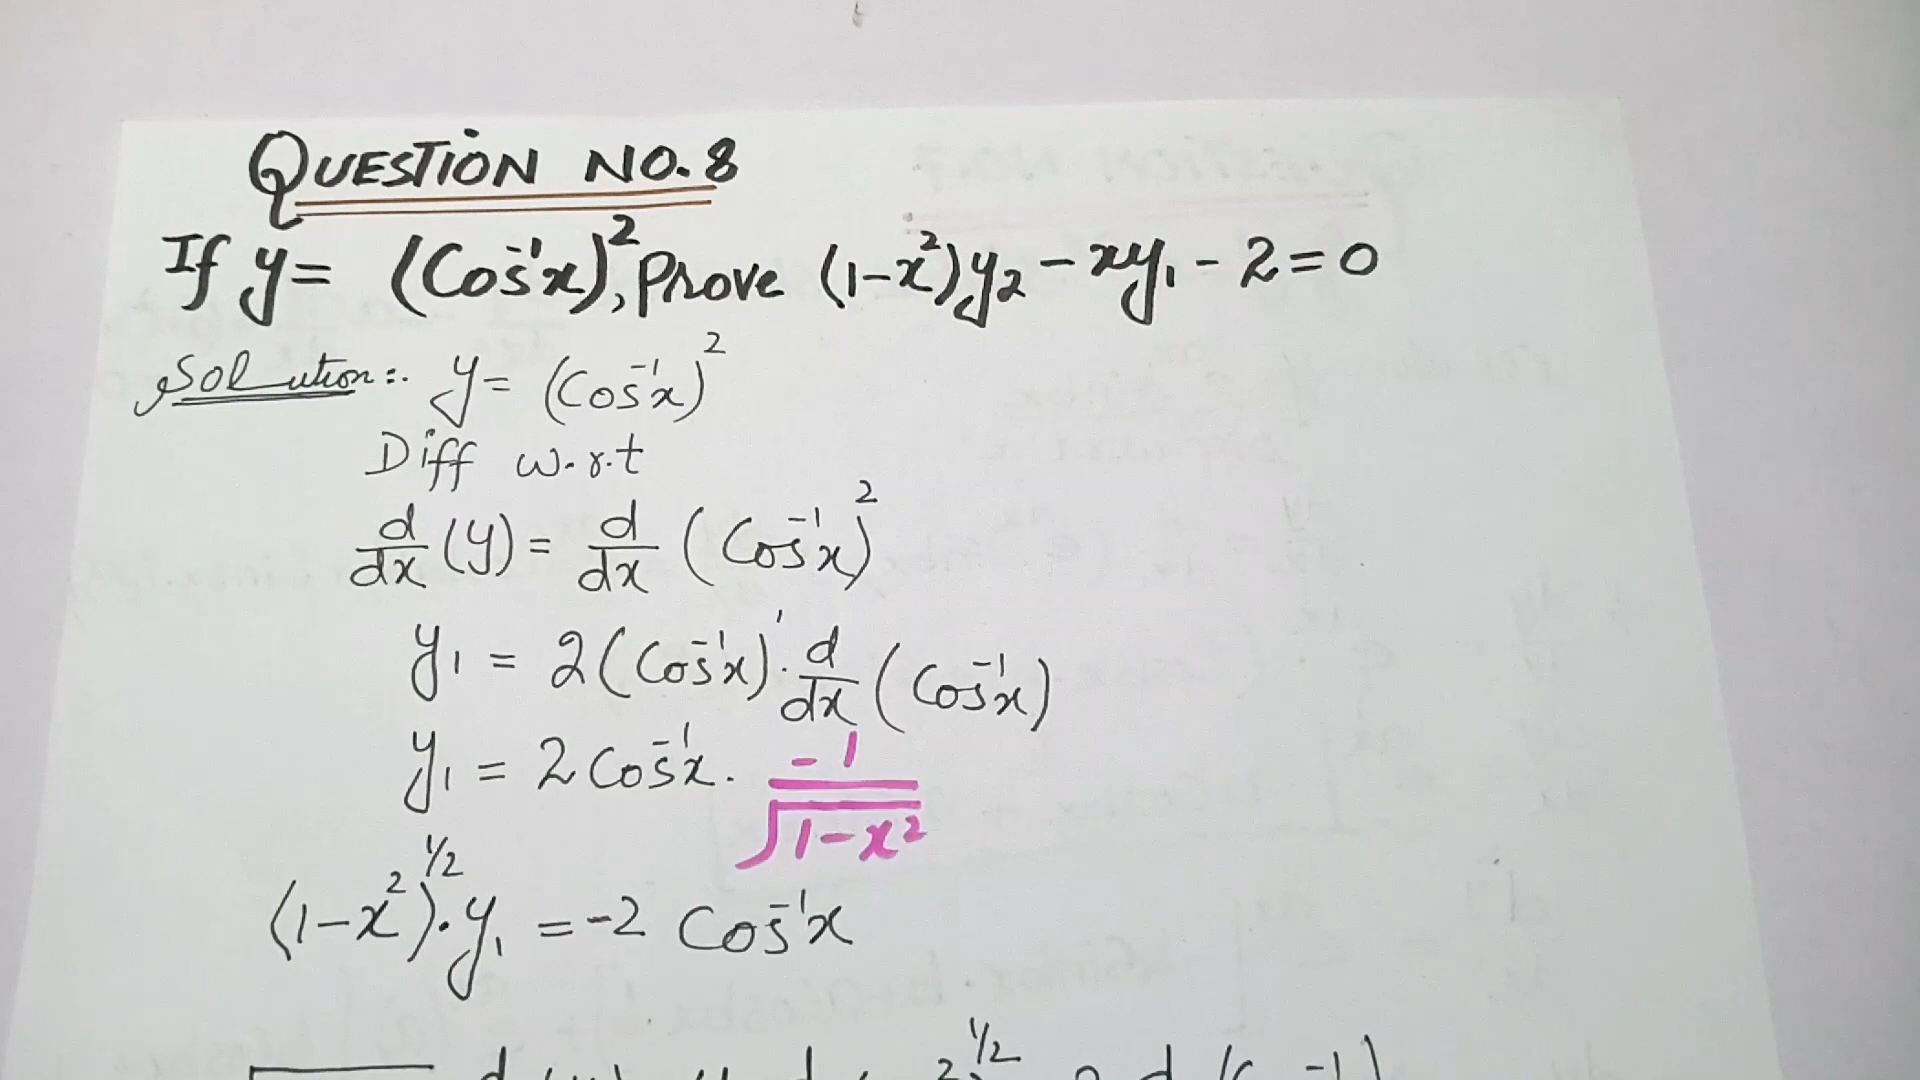 QUESTION NO.8
If y = (Cos⁻¹x)², Prove (1-x²)y₂ - xy₁ - 2 = 0
Solution:. y = (Cos⁻¹x)²
Diff w.r.t
d/dx (y) = d/dx (Cos⁻¹x)²
y₁ = 2(Cos⁻¹x)¹. d/dx (Cos⁻¹x)
y₁ = 2 Cos⁻¹x. -1/√1-x²
(1-x²)^1/2 . y₁ = -2 Cos⁻¹x